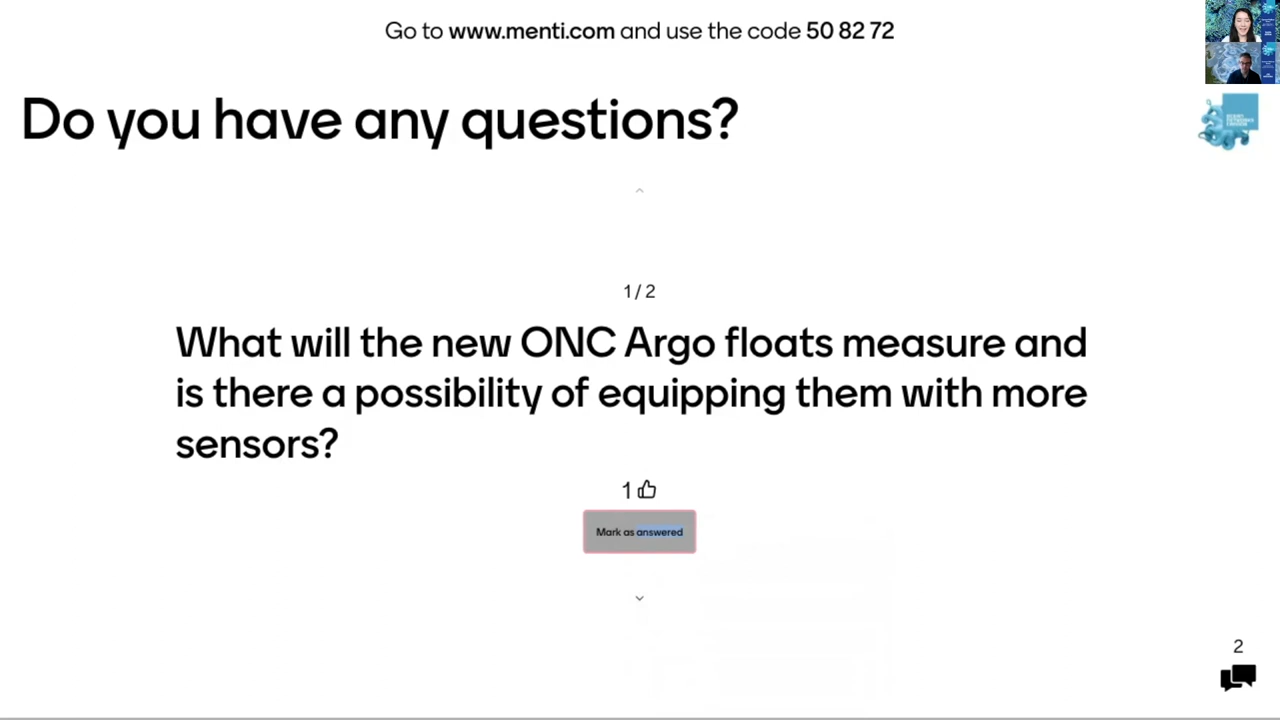 Go to www.menti.com and use the code 50 82 72
Do you have any questions?
1 / 2
What will the new ONC Argo floats measure and
is there a possibility of equipping them with more
sensors?
1
Mark as answered
2